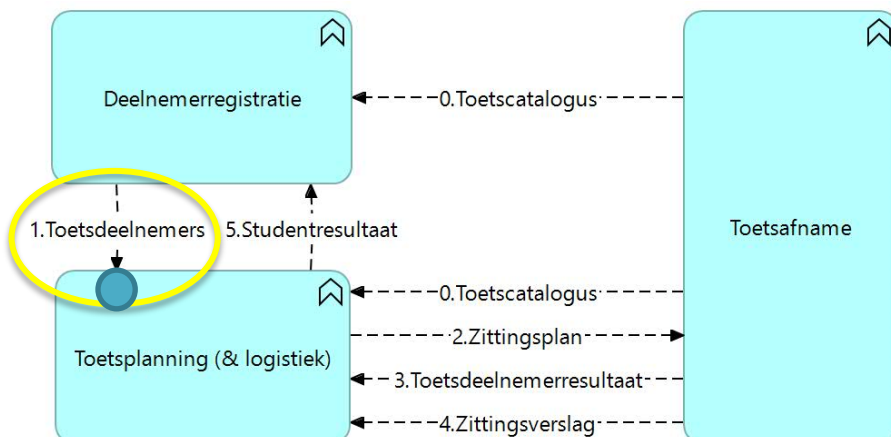 Deelnemerregistratie
0.Toetscatalogus
1.Toetsdeelnemers
5.Studentresultaat
Toetsafname
0.Toetscatalogus
2.Zittingsplan
Toetsplanning (& logistiek)
3.Toetsdeelnemerresultaat
4.Zittingsverslag